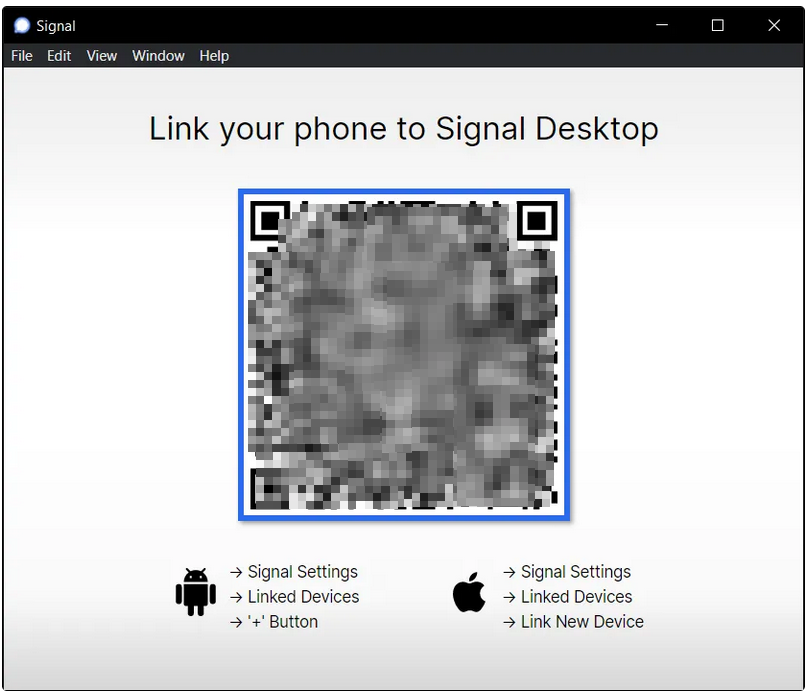 Signal
File Edit View Window Help
Link your phone to Signal Desktop
→ Signal Settings
→ Linked Devices
→ '+' Button
→ Signal Settings
→ Linked Devices
→ Link New Device